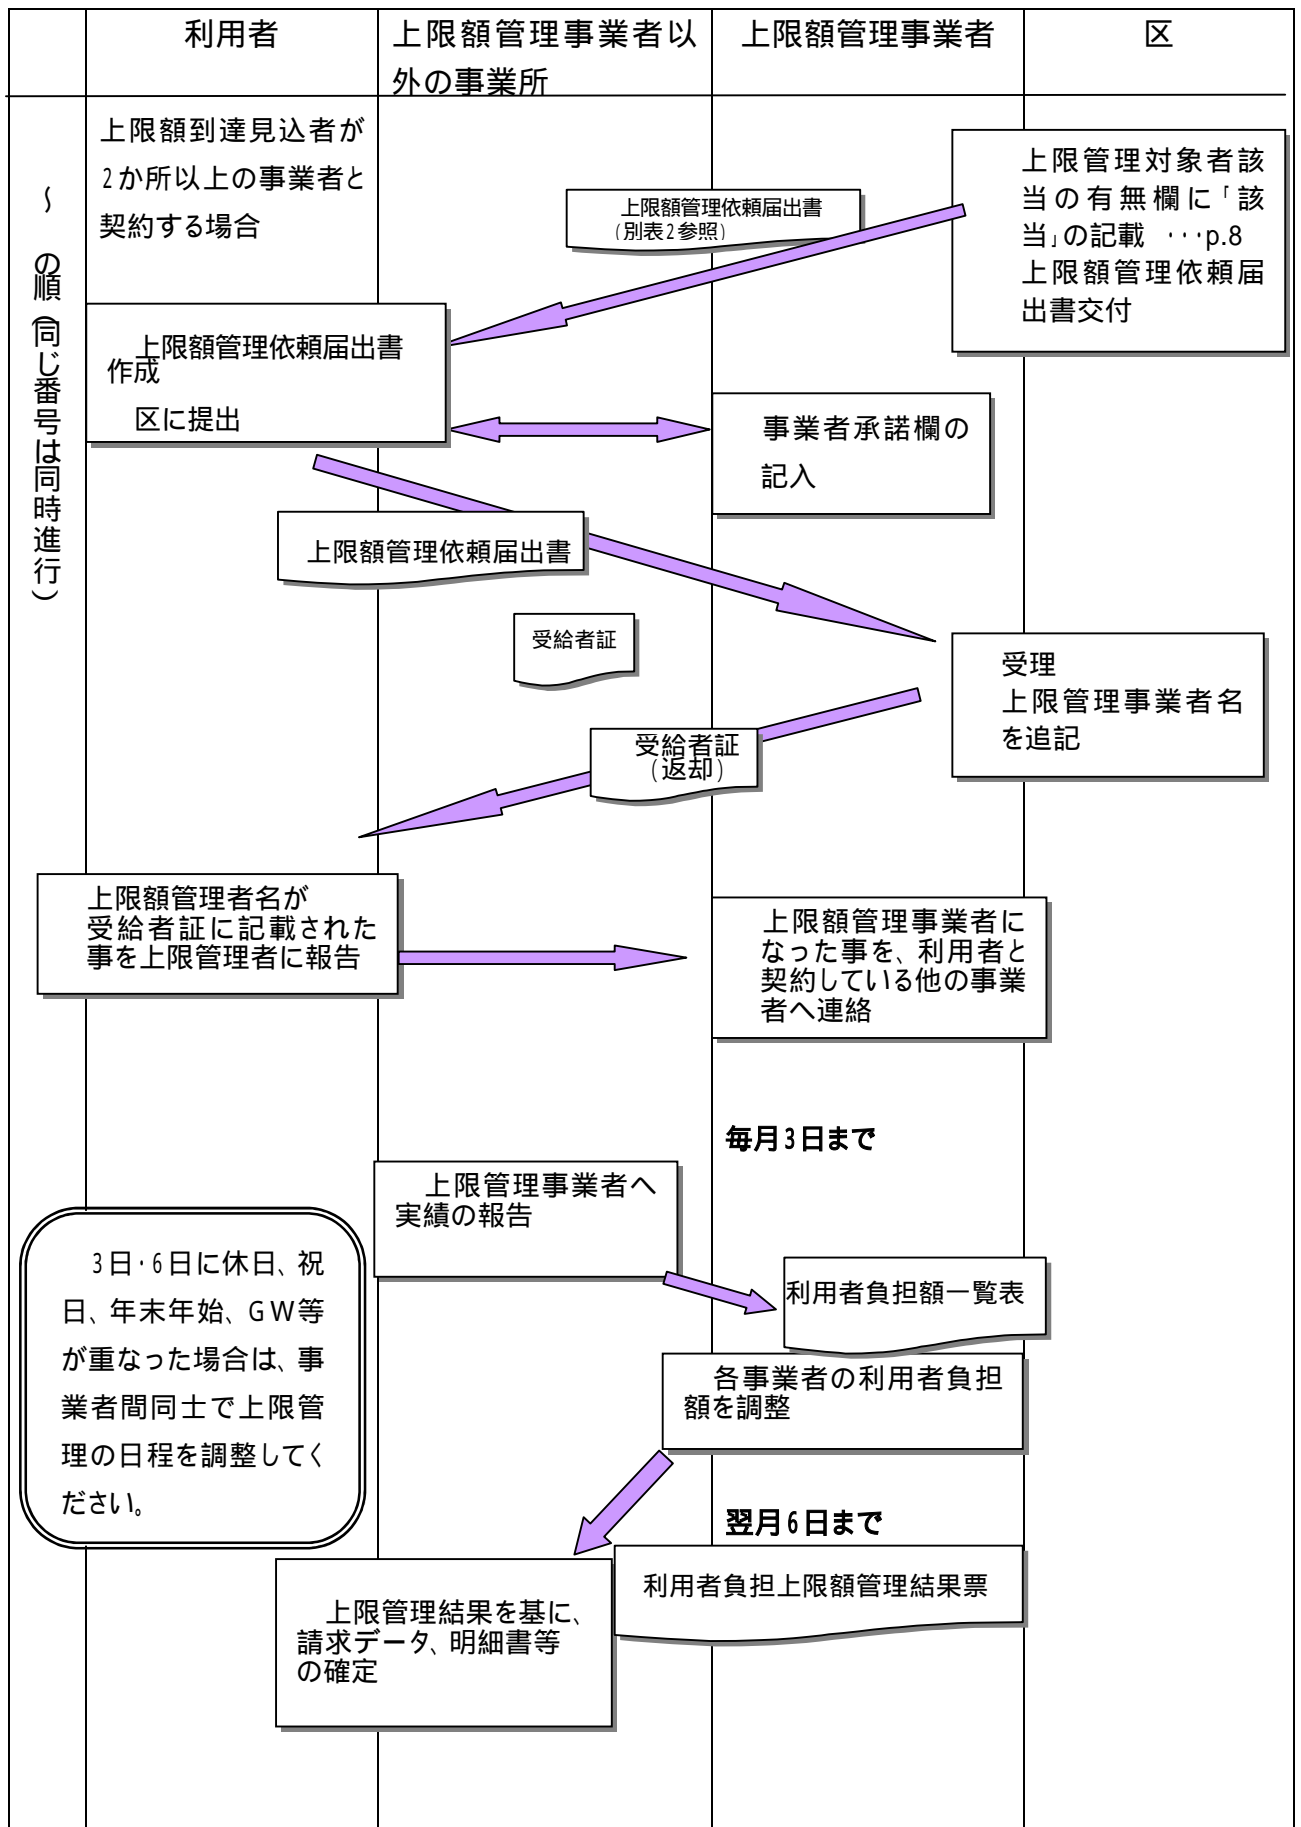 利用者
上限額管理事業者以
外の事業所
上限額管理事業者
区
～ の順（同じ番号は同時進行）
上限額到達見込者が
2か所以上の事業者と
契約する場合
上限額管理依頼届出書
（別表2参照）
上限管理対象者該
当の有無欄に「該
当」の記載 ・・・p.8
上限額管理依頼届
出書交付
上限額管理依頼届出書
作成
区に提出
事業者承諾欄の
記入
上限額管理依頼届出書
受給者証
受理
上限管理事業者名
を追記
受給者証
（返却）
上限額管理者名が
受給者証に記載された
事を上限管理者に報告
上限額管理事業者に
なった事を、利用者と
契約している他の事業
者へ連絡
毎月3日まで
上限管理事業者へ
実績の報告
3日・6日に休日、祝
日、年末年始、GW等
が重なった場合は、事
業者間同士で上限管
理の日程を調整してく
ださい。
利用者負担額一覧表
各事業者の利用者負担
額を調整
翌月6日まで
利用者負担上限額管理結果票
上限管理結果を基に、
請求データ、明細書等
の確定